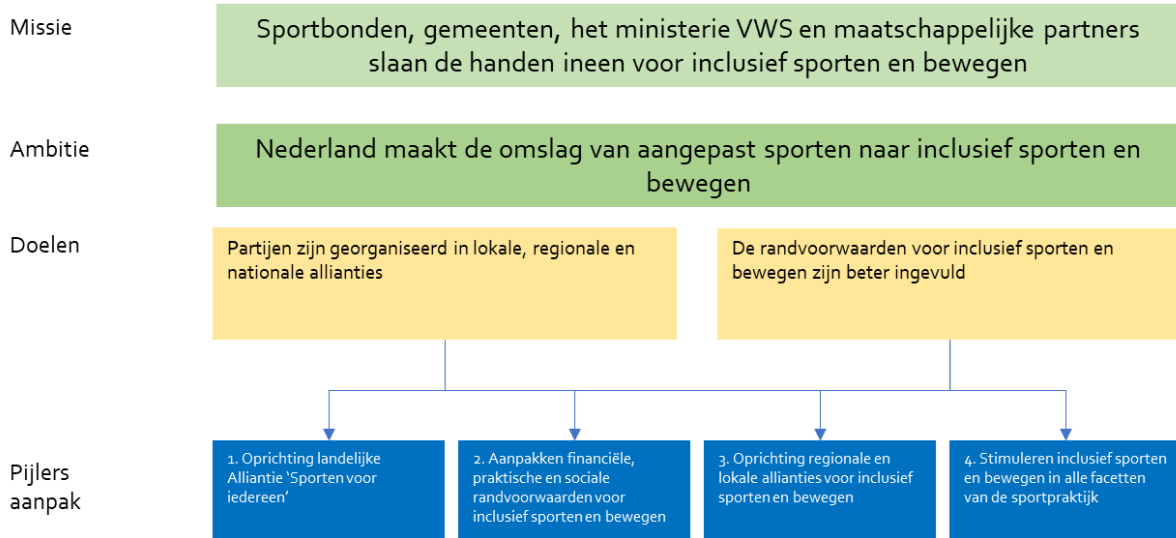 Missie
Sportbonden, gemeenten, het ministerie VWS en maatschappelijke partners
slaan de handen ineen voor inclusief sporten en bewegen
Ambitie
Nederland maakt de omslag van aangepast sporten naar inclusief sporten en
bewegen
Doelen
Partijen zijn georganiseerd in lokale, regionale en
nationale allianties
De randvoorwaarden voor inclusief sporten en
bewegen zijn beter ingevuld
Pijlers
aanpak
1. Oprichting landelijke
Alliantie ‘Sporten voor
iedereen’
2. Aanpakken financiële,
praktische en sociale
randvoorwaarden voor
inclusief sporten en bewegen
3. Oprichting regionale en
lokale allianties voor inclusief
sporten en bewegen
4. Stimuleren inclusief sporten
en bewegen in alle facetten
van de sportpraktijk